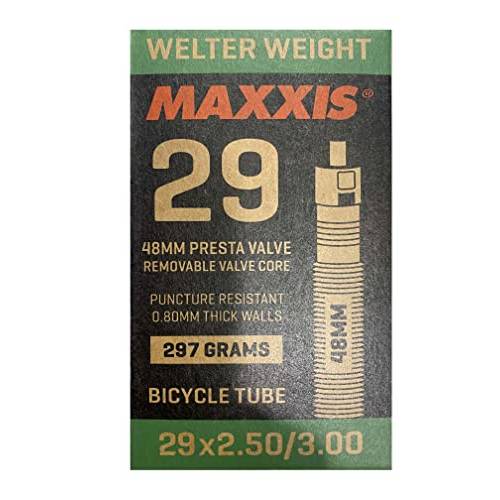 WELTER WEIGHT
MAXXIS®
29
48MM PRESTA VALVE
REMOVABLE VALVE CORE
PUNCTURE RESISTANT
0.80MM THICK WALLS
297 GRAMS
48MM
BICYCLE TUBE
29x2.50/3.00